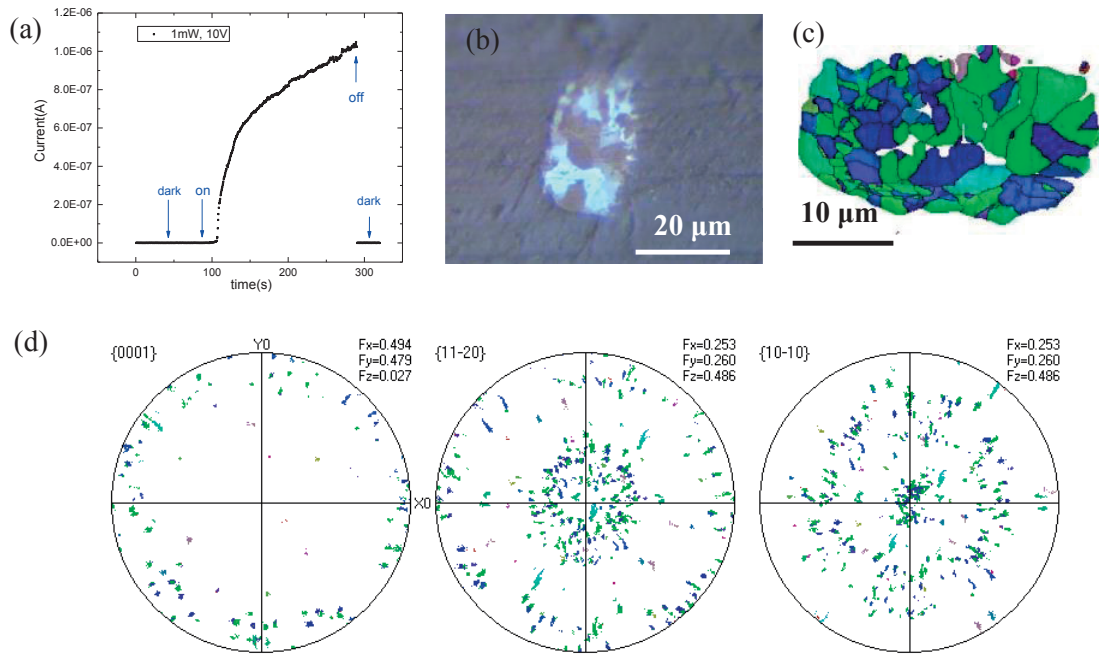 (a)
1mW, 10V
1.2E-06
1.0E-06
8.0E-07
6.0E-07
4.0E-07
2.0E-07
0.0E+00
Current(A)
dark
on
off
dark
0
100
200
300
400
time(s)
(b)
20 μm
(c)
10 μm
(d)
{0001}
Y0
Fx=0.494
Fy=0.479
Fz=0.027
X0
{11-20}
Fx=0.253
Fy=0.260
Fz=0.486
{10-10}
Fx=0.253
Fy=0.260
Fz=0.486